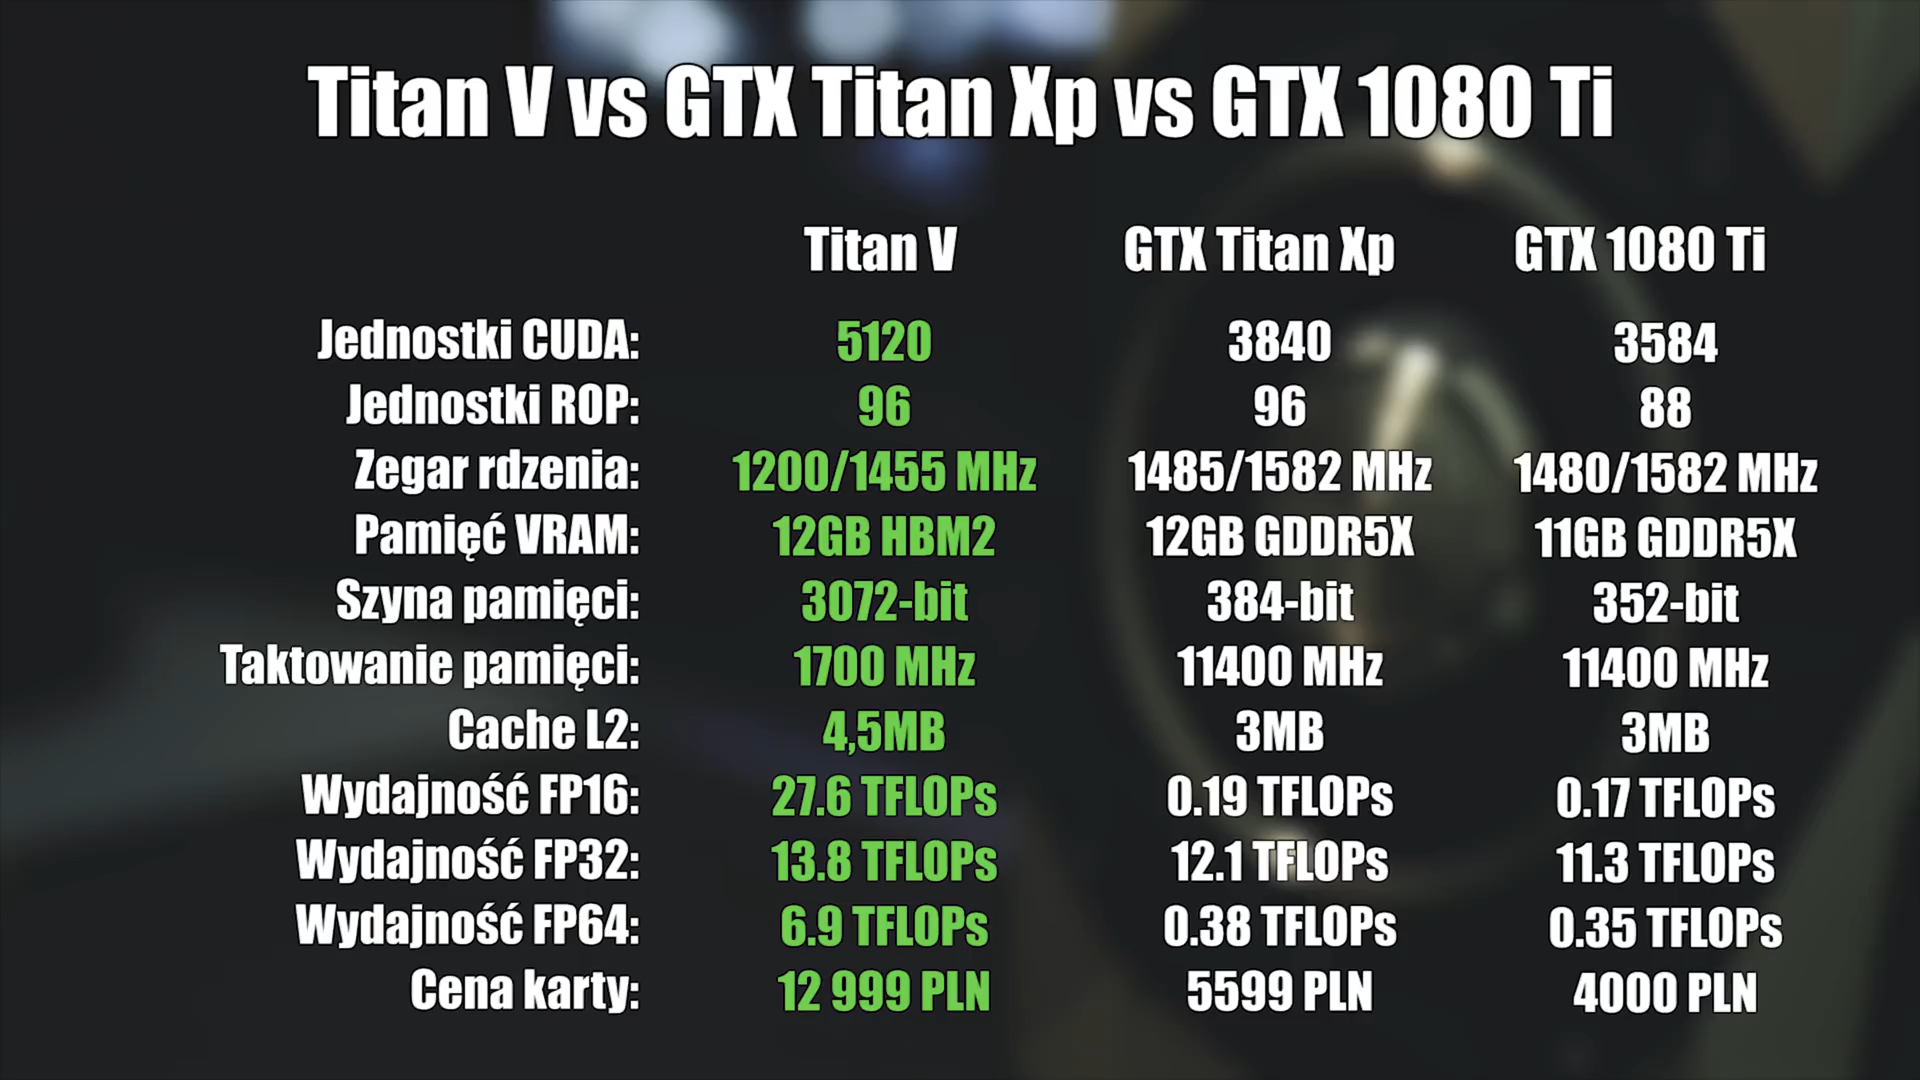 Titan V vs GTX Titan Xp vs GTX 1080 Ti
Titan V GTX Titan Xp GTX 1080 Ti
Jednostki CUDA: 5120 3840 3584
Jednostki ROP: 96 96 88
Zegar rdzenia: 1200/1455 MHz 1485/1582 MHz 1480/1582 MHz
Pamięć VRAM: 12GB HBM2 12GB GDDR5X 11GB GDDR5X
Szyna pamięci: 3072-bit 384-bit 352-bit
Taktowanie pamięci: 1700 MHz 11400 MHz 11400 MHz
Cache L2: 4,5MB 3MB 3MB
Wydajność FP16: 27.6 TFLOPs 0.19 TFLOPs 0.17 TFLOPs
Wydajność FP32: 13.8 TFLOPs 12.1 TFLOPs 11.3 TFLOPs
Wydajność FP64: 6.9 TFLOPs 0.38 TFLOPs 0.35 TFLOPs
Cena karty: 12 999 PLN 5599 PLN 4000 PLN